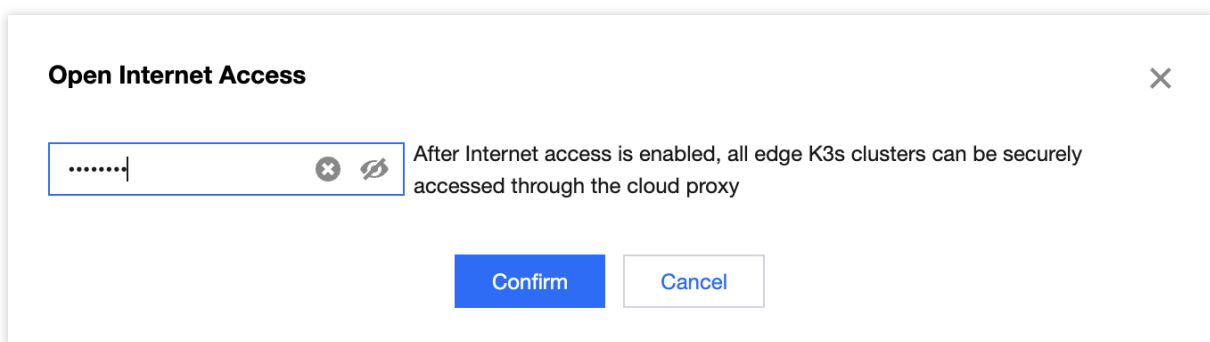 Open Internet Access
••••••••
After Internet access is enabled, all edge K3s clusters can be securely
accessed through the cloud proxy
Confirm
Cancel